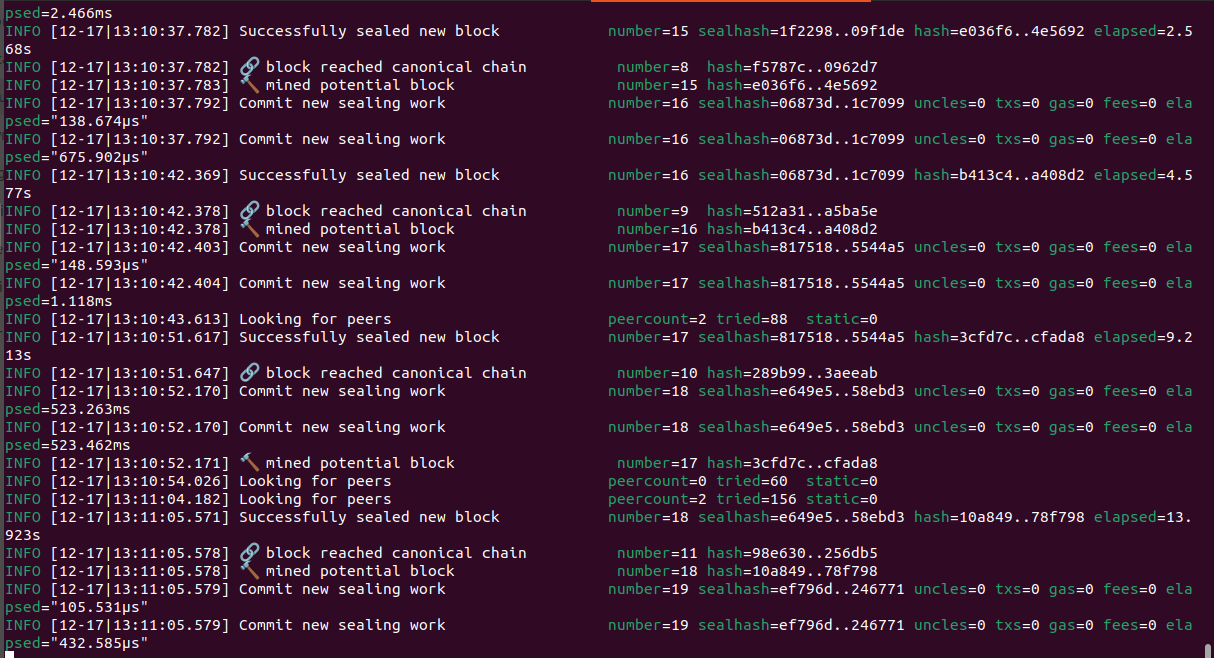 psed=2.466ms
INFO [12-17|13:10:37.782] Successfully sealed new block            number=15 sealhash=1f2298..09f1de hash=e036f6..4e5692 elapsed=2.5
68s
INFO [12-17|13:10:37.782] 🔗 block reached canonical chain          number=8  hash=f5787c..0962d7
INFO [12-17|13:10:37.783] 🔨 mined potential block                  number=15 hash=e036f6..4e5692
INFO [12-17|13:10:37.792] Commit new sealing work                  number=16 sealhash=06873d..1c7099 uncles=0 txs=0 gas=0 fees=0 ela
psed="138.674µs"
INFO [12-17|13:10:37.792] Commit new sealing work                  number=16 sealhash=06873d..1c7099 uncles=0 txs=0 gas=0 fees=0 ela
psed="675.902µs"
INFO [12-17|13:10:42.369] Successfully sealed new block            number=16 sealhash=06873d..1c7099 hash=b413c4..a408d2 elapsed=4.5
77s
INFO [12-17|13:10:42.378] 🔗 block reached canonical chain          number=9  hash=512a31..a5ba5e
INFO [12-17|13:10:42.378] 🔨 mined potential block                  number=16 hash=b413c4..a408d2
INFO [12-17|13:10:42.403] Commit new sealing work                  number=17 sealhash=817518..5544a5 uncles=0 txs=0 gas=0 fees=0 ela
psed="148.593µs"
INFO [12-17|13:10:42.404] Commit new sealing work                  number=17 sealhash=817518..5544a5 uncles=0 txs=0 gas=0 fees=0 ela
psed=1.118ms
INFO [12-17|13:10:43.613] Looking for peers                        peercount=2 tried=88  static=0
INFO [12-17|13:10:51.617] Successfully sealed new block            number=17 sealhash=817518..5544a5 hash=3cfd7c..cfada8 elapsed=9.2
13s
INFO [12-17|13:10:51.647] 🔗 block reached canonical chain          number=10 hash=289b99..3aeeab
INFO [12-17|13:10:52.170] Commit new sealing work                  number=18 sealhash=e649e5..58ebd3 uncles=0 txs=0 gas=0 fees=0 ela
psed=523.263ms
INFO [12-17|13:10:52.170] Commit new sealing work                  number=18 sealhash=e649e5..58ebd3 uncles=0 txs=0 gas=0 fees=0 ela
psed=523.462ms
INFO [12-17|13:10:52.171] 🔨 mined potential block                  number=17 hash=3cfd7c..cfada8
INFO [12-17|13:10:54.026] Looking for peers                        peercount=0 tried=60  static=0
INFO [12-17|13:11:04.182] Looking for peers                        peercount=2 tried=156 static=0
INFO [12-17|13:11:05.571] Successfully sealed new block            number=18 sealhash=e649e5..58ebd3 hash=10a849..78f798 elapsed=13.
923s
INFO [12-17|13:11:05.578] 🔗 block reached canonical chain          number=11 hash=98e630..256db5
INFO [12-17|13:11:05.578] 🔨 mined potential block                  number=18 hash=10a849..78f798
INFO [12-17|13:11:05.579] Commit new sealing work                  number=19 sealhash=ef796d..246771 uncles=0 txs=0 gas=0 fees=0 ela
psed="105.531µs"
INFO [12-17|13:11:05.579] Commit new sealing work                  number=19 sealhash=ef796d..246771 uncles=0 txs=0 gas=0 fees=0 ela
psed="432.585µs"